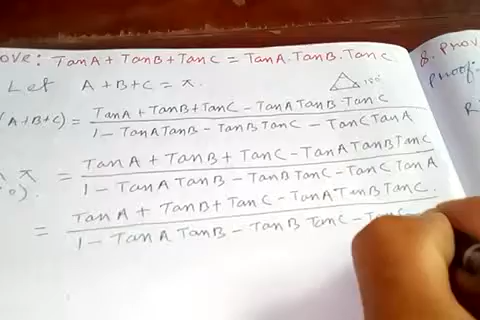 ove: TanA + TanB + TanC = TanA. TanB. TanC.
Let A+B+C = π.
180°
(A+B+C) = TanA + TanB + TanC - TanA TanB - TanC
1 - TanA TanB - TanB TanC - TanC TanA
π = TanA + TanB + TanC - TanA TanB TanC
1 - TanA TanB - TanB TanC - TanC TanA
= TanA + TanB + TanC - TanA TanB TanC.
1 - TanA TanB - TanB TanC -
8. Prov
Proof:-